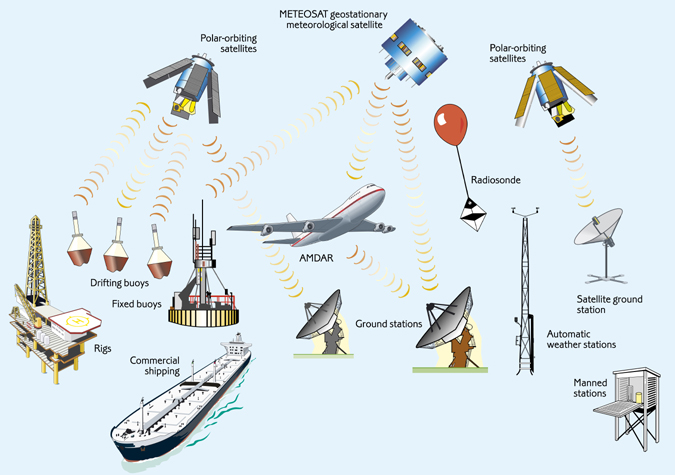 METEOSAT geostationary
meteorological satellite
Polar-orbiting
satellites
Polar-orbiting
satellites
Radiosonde
AMDAR
Drifting buoys
Fixed buoys
Satellite ground
station
Ground stations
Rigs
Automatic
weather stations
Commercial
shipping
Manned
stations
H